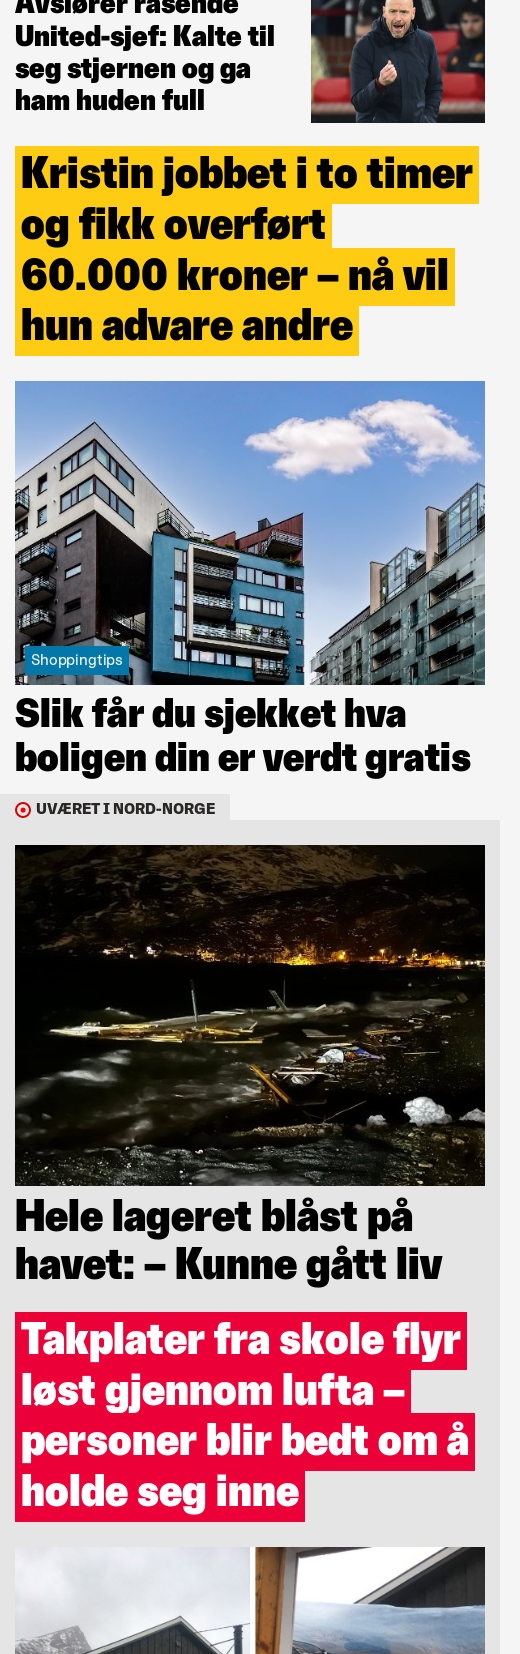 Avslører rasende
United-sjef: Kalte til
seg stjernen og ga
ham huden full
Kristin jobbet i to timer
og fikk overført
60.000 kroner – nå vil
hun advare andre
Shoppingtips
Slik får du sjekket hva
boligen din er verdt gratis
UVÆRET I NORD-NORGE
Hele lageret blåst på
havet: – Kunne gått liv
Takplater fra skole flyr
løst gjennom lufta –
personer blir bedt om å
holde seg inne